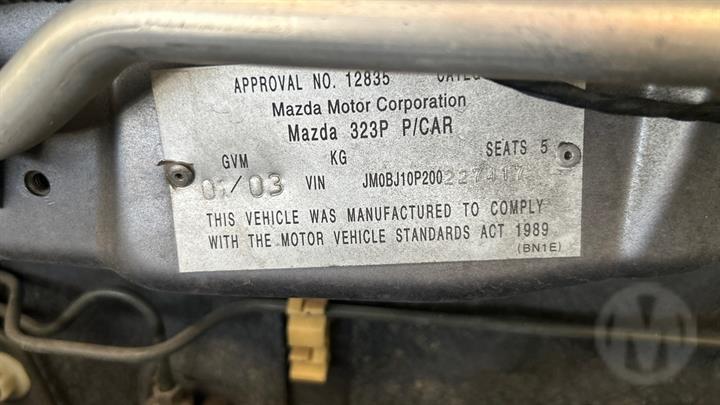 APPROVAL NO. 12835
Mazda Motor Corporation
Mazda 323P P/CAR
GVM KG SEATS 5
01/03 VIN JM0BJ10P200227417
THIS VEHICLE WAS MANUFACTURED TO COMPLY
WITH THE MOTOR VEHICLE STANDARDS ACT 1989
(BN1E)
M